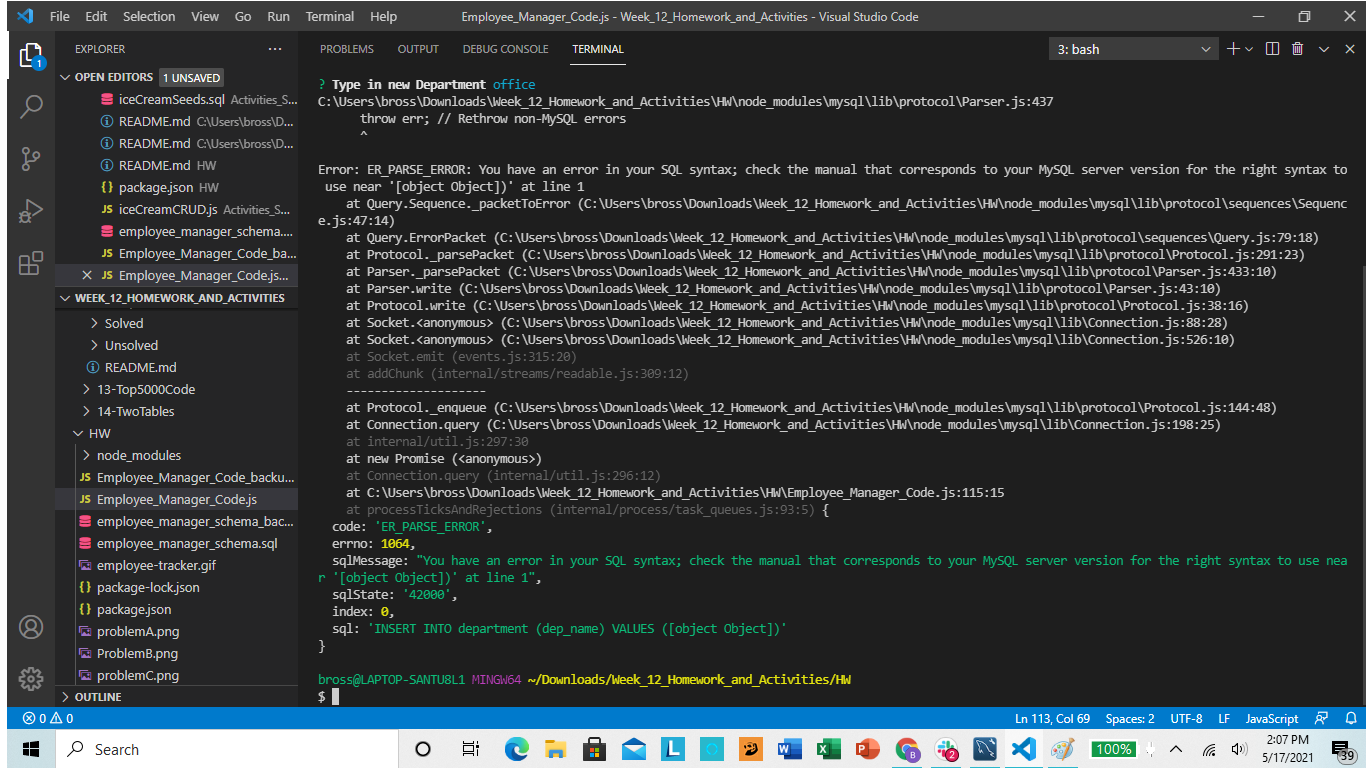 File Edit Selection View Go Run Terminal Help Employee_Manager_Code.js - Week_12_Homework_and_Activities - Visual Studio Code
EXPLORER ...
OPEN EDITORS 1 UNSAVED
iceCreamSeeds.sql Activities_S...
README.md C:\Users\bross\D...
README.md C:\Users\bross\D...
README.md HW
{} package.json HW
JS iceCreamCRUD.js Activities_S...
employee_manager_schema....
JS Employee_Manager_Code_ba...
JS Employee_Manager_Code.js...
WEEK_12_HOMEWORK_AND_ACTIVITIES
Solved
Unsolved
README.md
13-Top5000Code
14-TwoTables
HW
node_modules
JS Employee_Manager_Code_backu...
JS Employee_Manager_Code.js
employee_manager_schema_bac...
employee_manager_schema.sql
employee-tracker.gif
{} package-lock.json
{} package.json
problemA.png
ProblemB.png
problemC.png
OUTLINE
1
PROBLEMS OUTPUT DEBUG CONSOLE TERMINAL 3: bash
? Type in new Department office
C:\Users\bross\Downloads\Week_12_Homework_and_Activities\HW\node_modules\mysql\lib\protocol\Parser.js:437
throw err; // Rethrow non-MySQL errors
^
Error: ER_PARSE_ERROR: You have an error in your SQL syntax; check the manual that corresponds to your MySQL server version for the right syntax to
use near '[object Object])' at line 1
at Query.Sequence._packetToError (C:\Users\bross\Downloads\Week_12_Homework_and_Activities\HW\node_modules\mysql\lib\protocol\sequences\Sequenc
e.js:47:14)
at Query.ErrorPacket (C:\Users\bross\Downloads\Week_12_Homework_and_Activities\HW\node_modules\mysql\lib\protocol\sequences\Query.js:79:18)
at Protocol._parsePacket (C:\Users\bross\Downloads\Week_12_Homework_and_Activities\HW\node_modules\mysql\lib\protocol\Protocol.js:291:23)
at Parser._parsePacket (C:\Users\bross\Downloads\Week_12_Homework_and_Activities\HW\node_modules\mysql\lib\protocol\Parser.js:433:10)
at Parser.write (C:\Users\bross\Downloads\Week_12_Homework_and_Activities\HW\node_modules\mysql\lib\protocol\Parser.js:43:10)
at Protocol.write (C:\Users\bross\Downloads\Week_12_Homework_and_Activities\HW\node_modules\mysql\lib\protocol\Protocol.js:38:16)
at Socket.<anonymous> (C:\Users\bross\Downloads\Week_12_Homework_and_Activities\HW\node_modules\mysql\lib\Connection.js:88:28)
at Socket.<anonymous> (C:\Users\bross\Downloads\Week_12_Homework_and_Activities\HW\node_modules\mysql\lib\Connection.js:526:10)
at Socket.emit (events.js:315:20)
at addChunk (internal/streams/readable.js:309:12)
--------------------
at Protocol._enqueue (C:\Users\bross\Downloads\Week_12_Homework_and_Activities\HW\node_modules\mysql\lib\protocol\Protocol.js:144:48)
at Connection.query (C:\Users\bross\Downloads\Week_12_Homework_and_Activities\HW\node_modules\mysql\lib\Connection.js:198:25)
at internal/util.js:297:30
at new Promise (<anonymous>)
at Connection.query (internal/util.js:296:12)
at C:\Users\bross\Downloads\Week_12_Homework_and_Activities\HW\Employee_Manager_Code.js:115:15
at processTicksAndRejections (internal/process/task_queues.js:93:5) {
code: 'ER_PARSE_ERROR',
errno: 1064,
sqlMessage: "You have an error in your SQL syntax; check the manual that corresponds to your MySQL server version for the right syntax to use nea
r '[object Object])' at line 1",
sqlState: '42000',
index: 0,
sql: 'INSERT INTO department (dep_name) VALUES ([object Object])'
}
bross@LAPTOP-SANTU8L1 MINGW64 ~/Downloads/Week_12_Homework_and_Activities/HW
$
0 0 Ln 113, Col 69 Spaces: 2 UTF-8 LF JavaScript
Search 100% 2:07 PM
5/17/2021 39